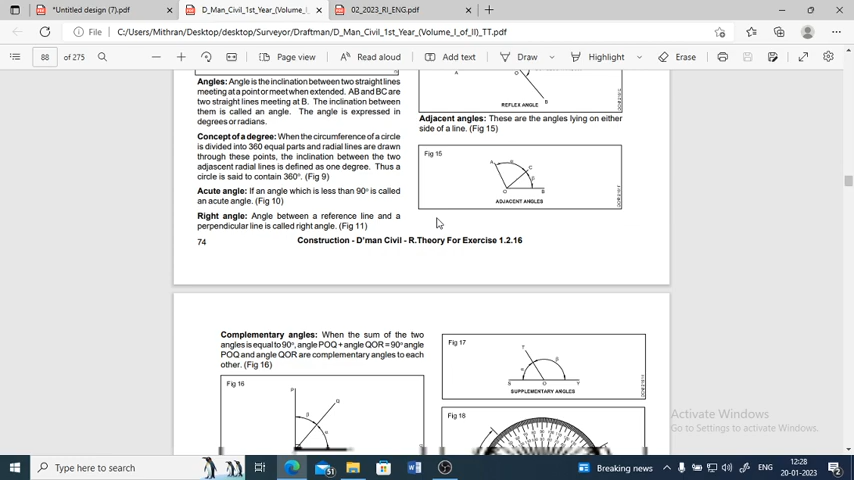 *Untitled design (7).pdf
D_Man_Civil_1st_Year_(Volume_I_
02_2023_RI_ENG.pdf
File
C:/Users/Mithran/Desktop/desktop/Surveyor/Draftman/D_Man_Civil_1st_Year_(Volume_I_of_II)_TT.pdf
88 of 275
Page view
Read aloud
Add text
Draw
Highlight
Erase
Angles: Angle is the inclination between two straight lines
meeting at a point or meet when extended. AB and BC are
two straight lines meeting at B. The inclination between
them is called an angle. The angle is expressed in
degrees or radians.
Concept of a degree: When the circumference of a circle
is divided into 360 equal parts and radial lines are drawn
through these points, the inclination between the two
adjacent radial lines is defined as one degree. Thus a
circle is said to contain 360°. (Fig 9)
Acute angle: If an angle which is less than 90° is called
an acute angle. (Fig 10)
Right angle: Angle between a reference line and a
perpendicular line is called right angle. (Fig 11)
A
O
B
REFLEX ANGLE
Adjacent angles: These are the angles lying on either
side of a line. (Fig 15)
Fig 15
A
α
C
β
O
B
ADJACENT ANGLES
74
Construction - D'man Civil - R.Theory For Exercise 1.2.16
Complementary angles: When the sum of the two
angles is equal to 90°, angle POQ + angle QOR = 90° angle
POQ and angle QOR are complementary angles to each
other. (Fig 16)
Fig 16
P
Q
β
α
Fig 17
T
α
β
S
O
Y
SUPPLEMENTARY ANGLES
Fig 18
Activate Windows
Go to Settings to activate Windows.
Type here to search
51
Breaking news
ENG
12:28
20-01-2023
2